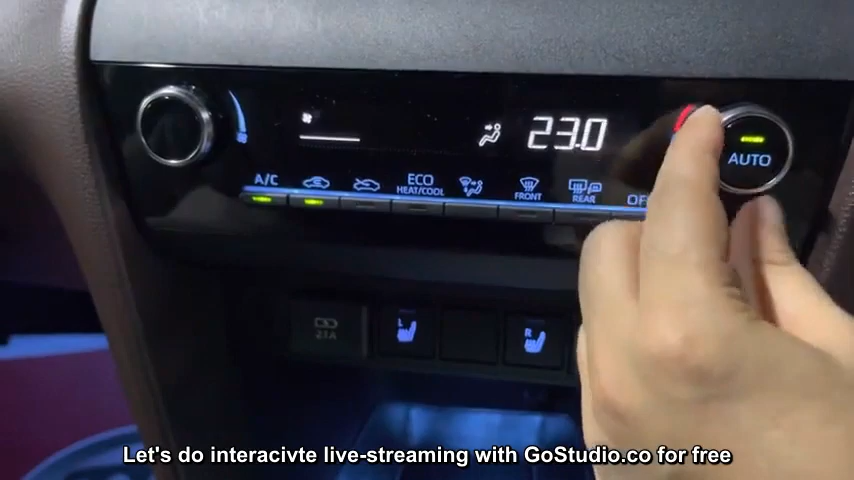 23.0
AUTO
A/C
ECO
HEAT/COOL
FRONT
REAR
OF
2.1A
L
R
Let's do interacivte live-streaming with GoStudio.co for free